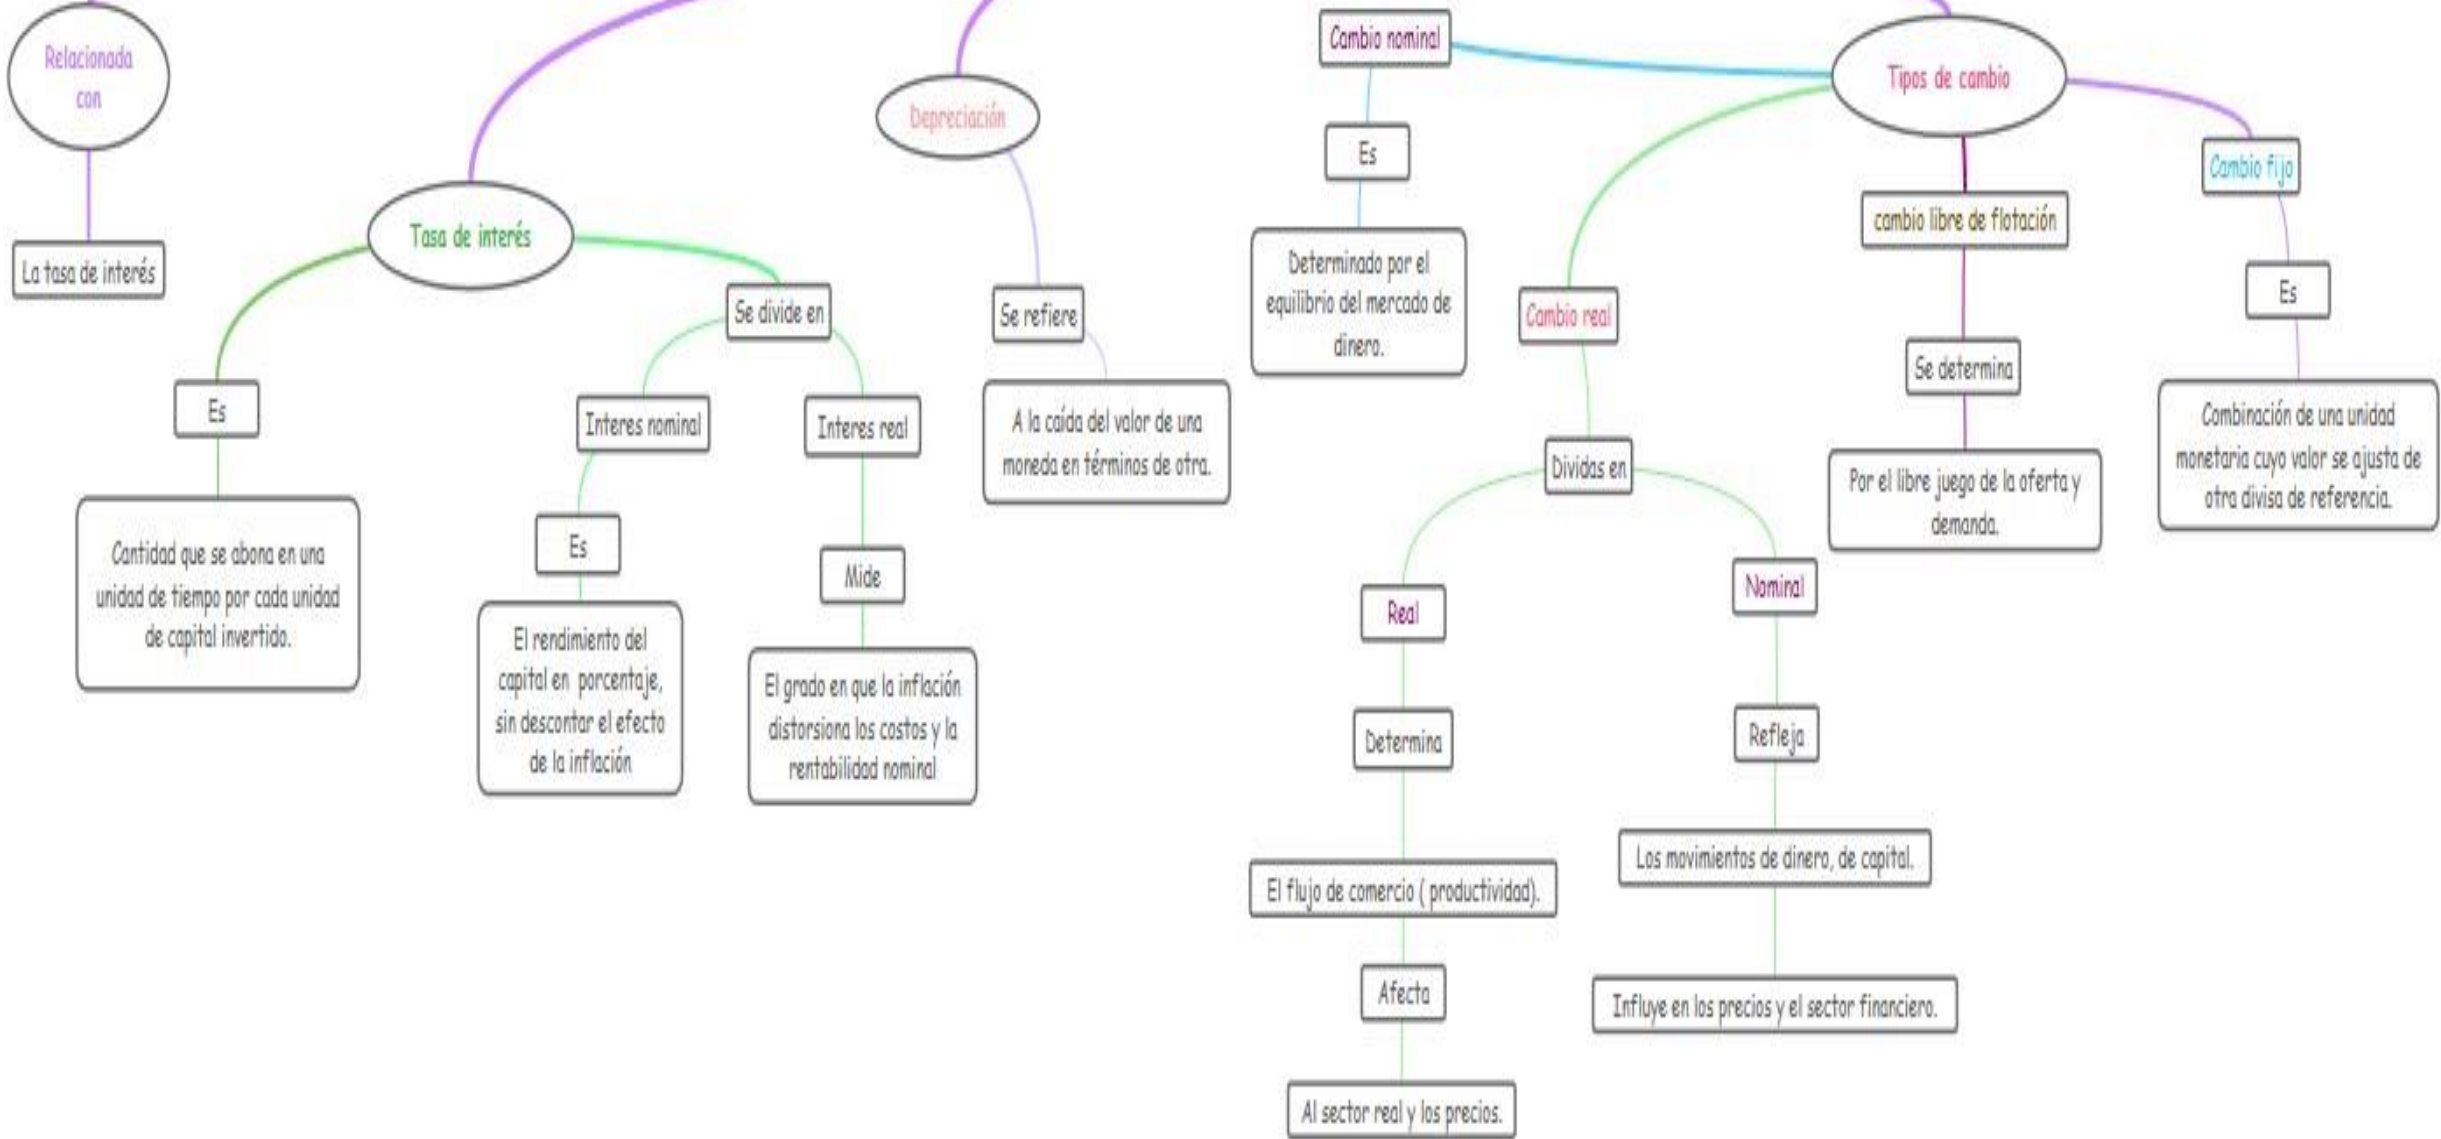 Relacionada
con
La tasa de interés
Tasa de interés
Es
Cantidad que se abona en una
unidad de tiempo por cada unidad
de capital invertido.
Se divide en
Interes nominal
Es
El rendimiento del
capital en porcentaje,
sin descontar el efecto
de la inflación
Interes real
Mide
El grado en que la inflación
distorsiona los costos y la
rentabilidad nominal
Depreciación
Se refiere
A la caída del valor de una
moneda en términos de otra.
Tipos de cambio
Cambio nominal
Es
Determinado por el
equilibrio del mercado de
dinero.
Cambio real
Dividas en
Real
Determina
El flujo de comercio ( productividad).
Afecta
Al sector real y los precios.
Nominal
Refleja
Los movimientos de dinero, de capital.
Influye en los precios y el sector financiero.
cambio libre de flotación
Se determina
Por el libre juego de la oferta y
demanda.
Cambio fijo
Es
Combinación de una unidad
monetaria cuyo valor se ajusta de
otra divisa de referencia.